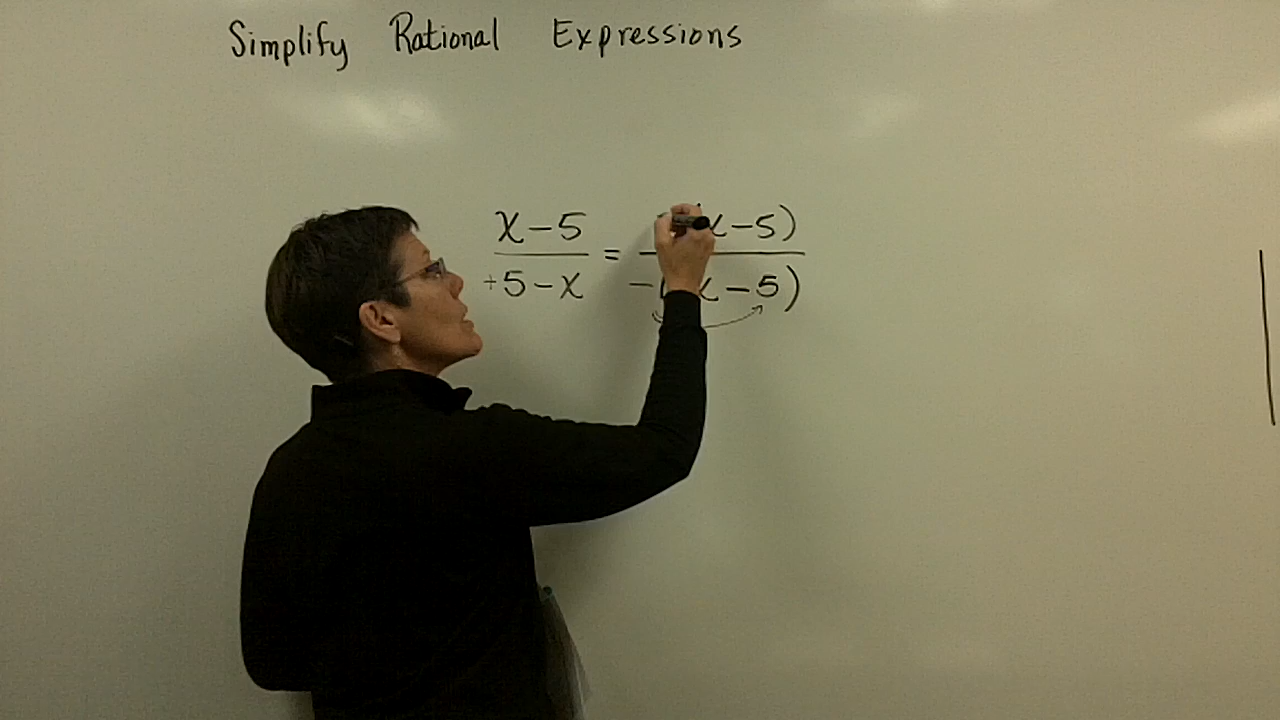 Simplify Rational Expressions
x-5 = (x-5)
+5-x -(x-5)